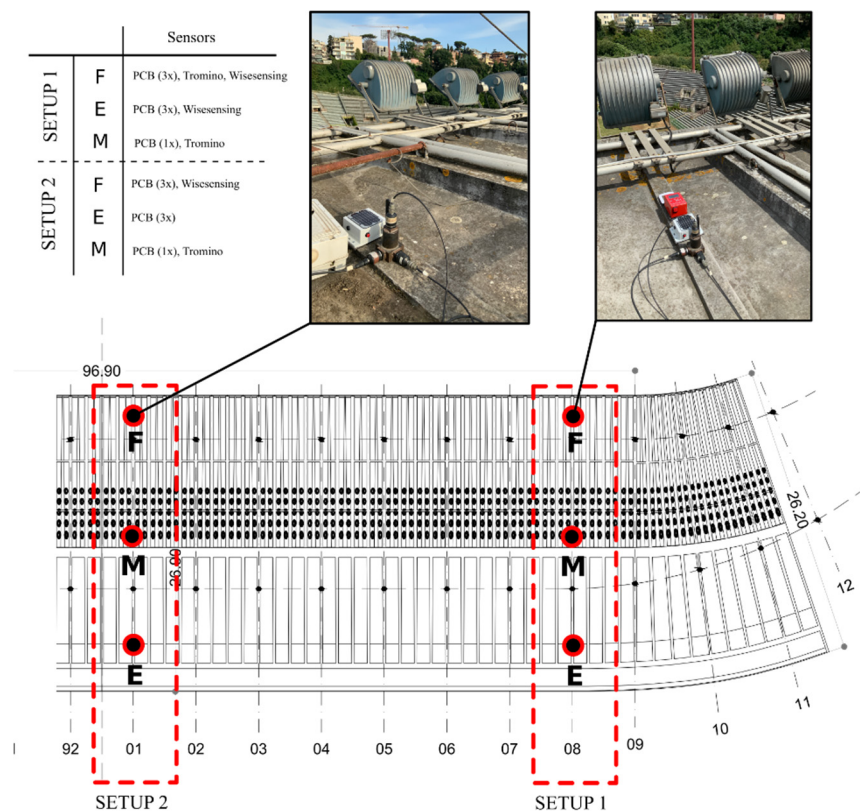 Sensors
SETUP 1
F PCB (3x), Tromino, Wisesensing
E PCB (3x), Wisesensing
M PCB (1x), Tromino
SETUP 2
F PCB (3x), Wisesensing
E PCB (3x)
M PCB (1x), Tromino
96.90
F F
26.20
M M
26.90
12
E E
92 01 02 03 04 05 06 07 08 09 10 11
SETUP 2 SETUP 1